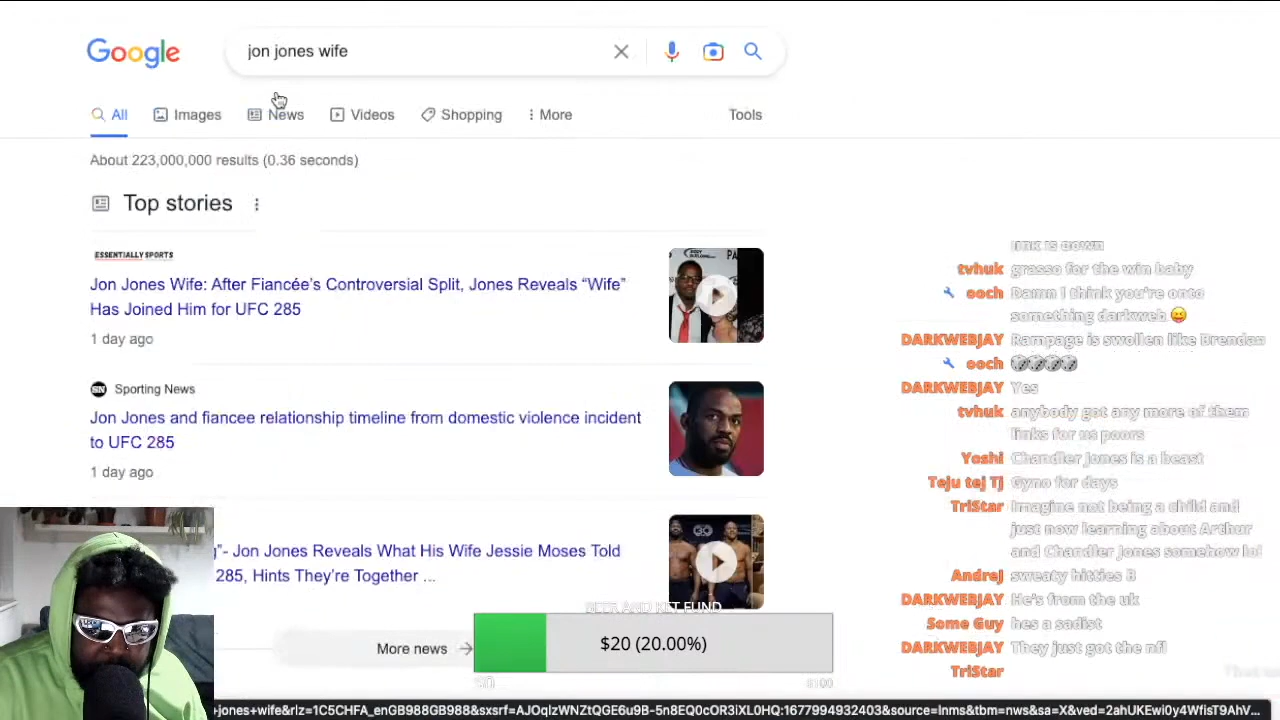 Google
jon jones wife
All
Images
News
Videos
Shopping
More
Tools
About 223,000,000 results (0.36 seconds)
Top stories
ESSENTIALLY SPORTS
Jon Jones Wife: After Fiancée's Controversial Split, Jones Reveals “Wife”
Has Joined Him for UFC 285
1 day ago
SN Sporting News
Jon Jones and fiancee relationship timeline from domestic violence incident
to UFC 285
1 day ago
”- Jon Jones Reveals What His Wife Jessie Moses Told
285, Hints They're Together ...
More news
$20 (20.00%)
tvhuk grasso for the win baby
ooch Damn I think you're onto
something darkweb
DARKWEBJAY Rampage is swollen like Brendan
ooch
DARKWEBJAY Yes
tvhuk anybody got any more of them
links for us poors
Yoshi Chandler Jones is a beast
Teju tej TJ Gyno for days
TriStar Imagine not being a child and
just now learning about Arthur
and Chandler Jones somehow lol
Andrej sweaty hitties B
DARKWEBJAY He's from the uk
Some Guy hes a sadist
DARKWEBJAY They just got the nfl
TriStar